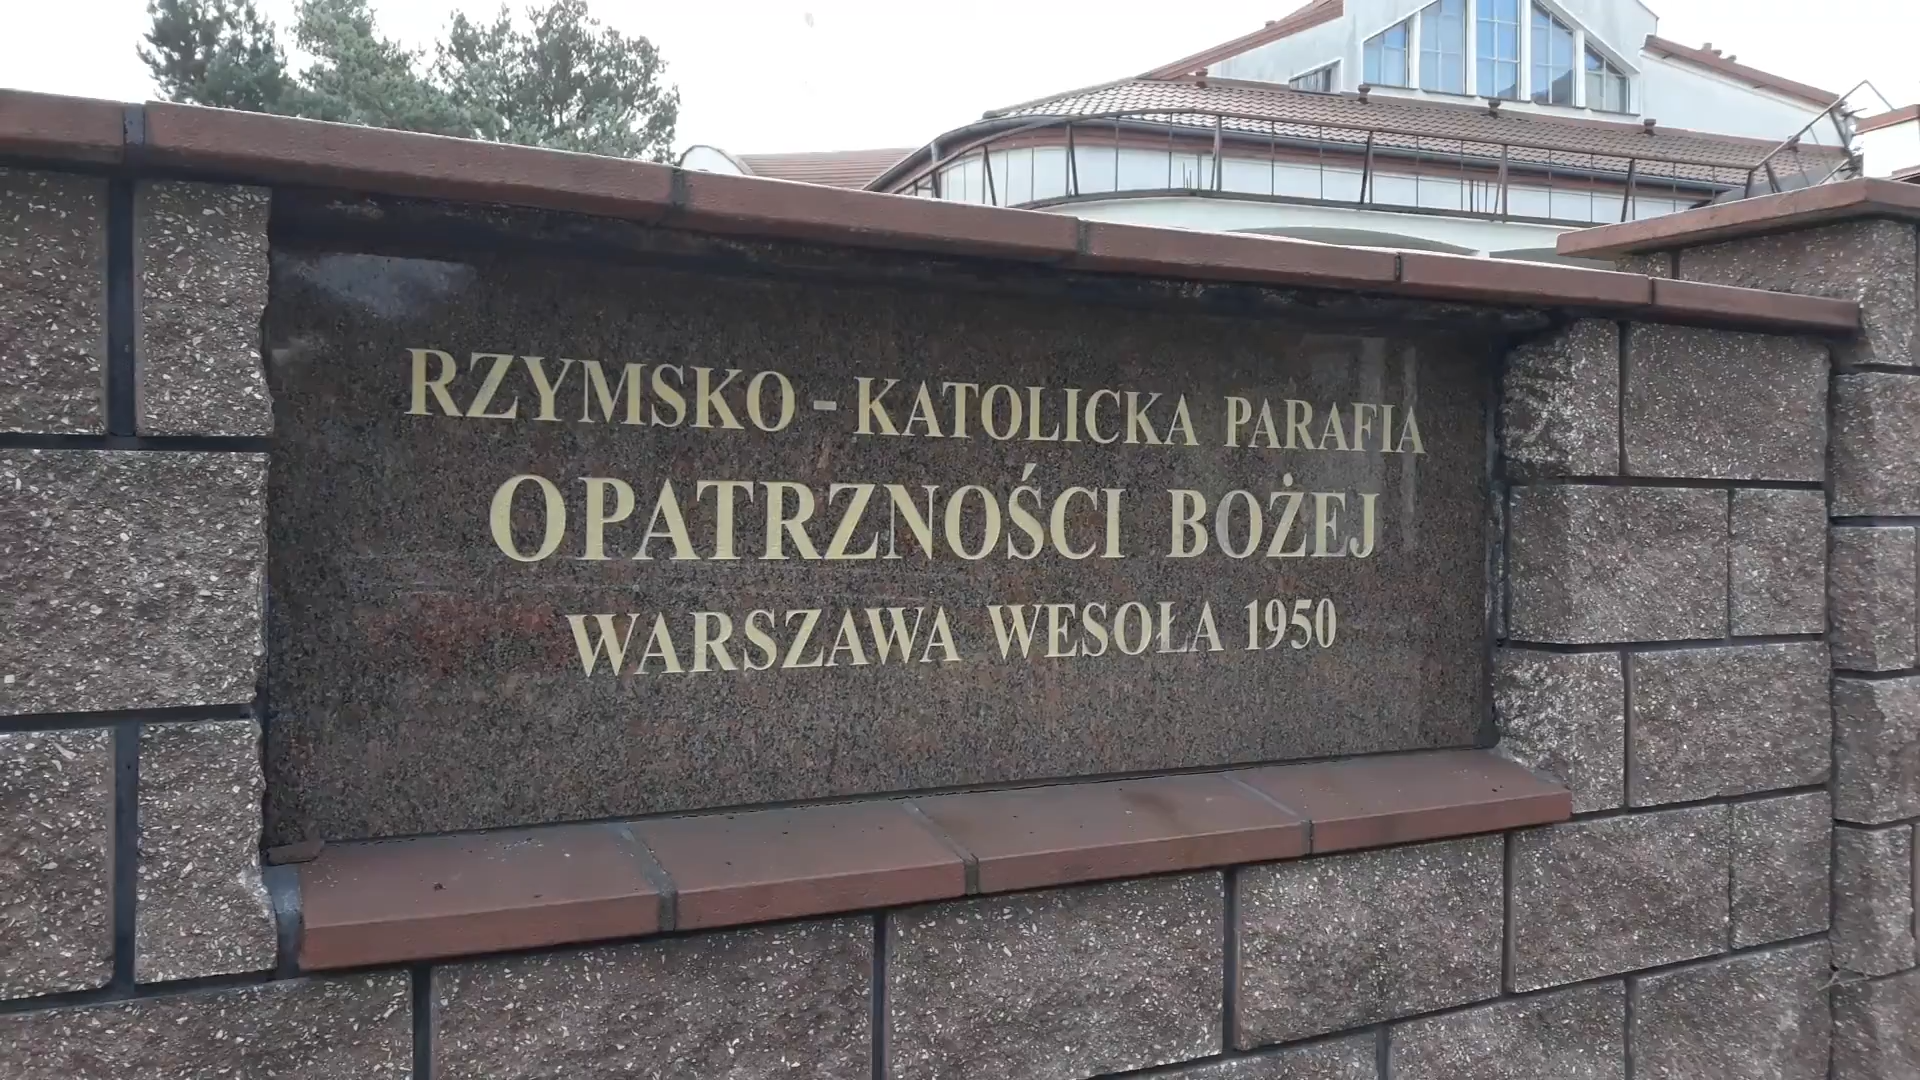 RZYMSKO - KATOLICKA PARAFIA
OPATRZNOŚCI BOŻEJ
WARSZAWA WESOŁA 1950